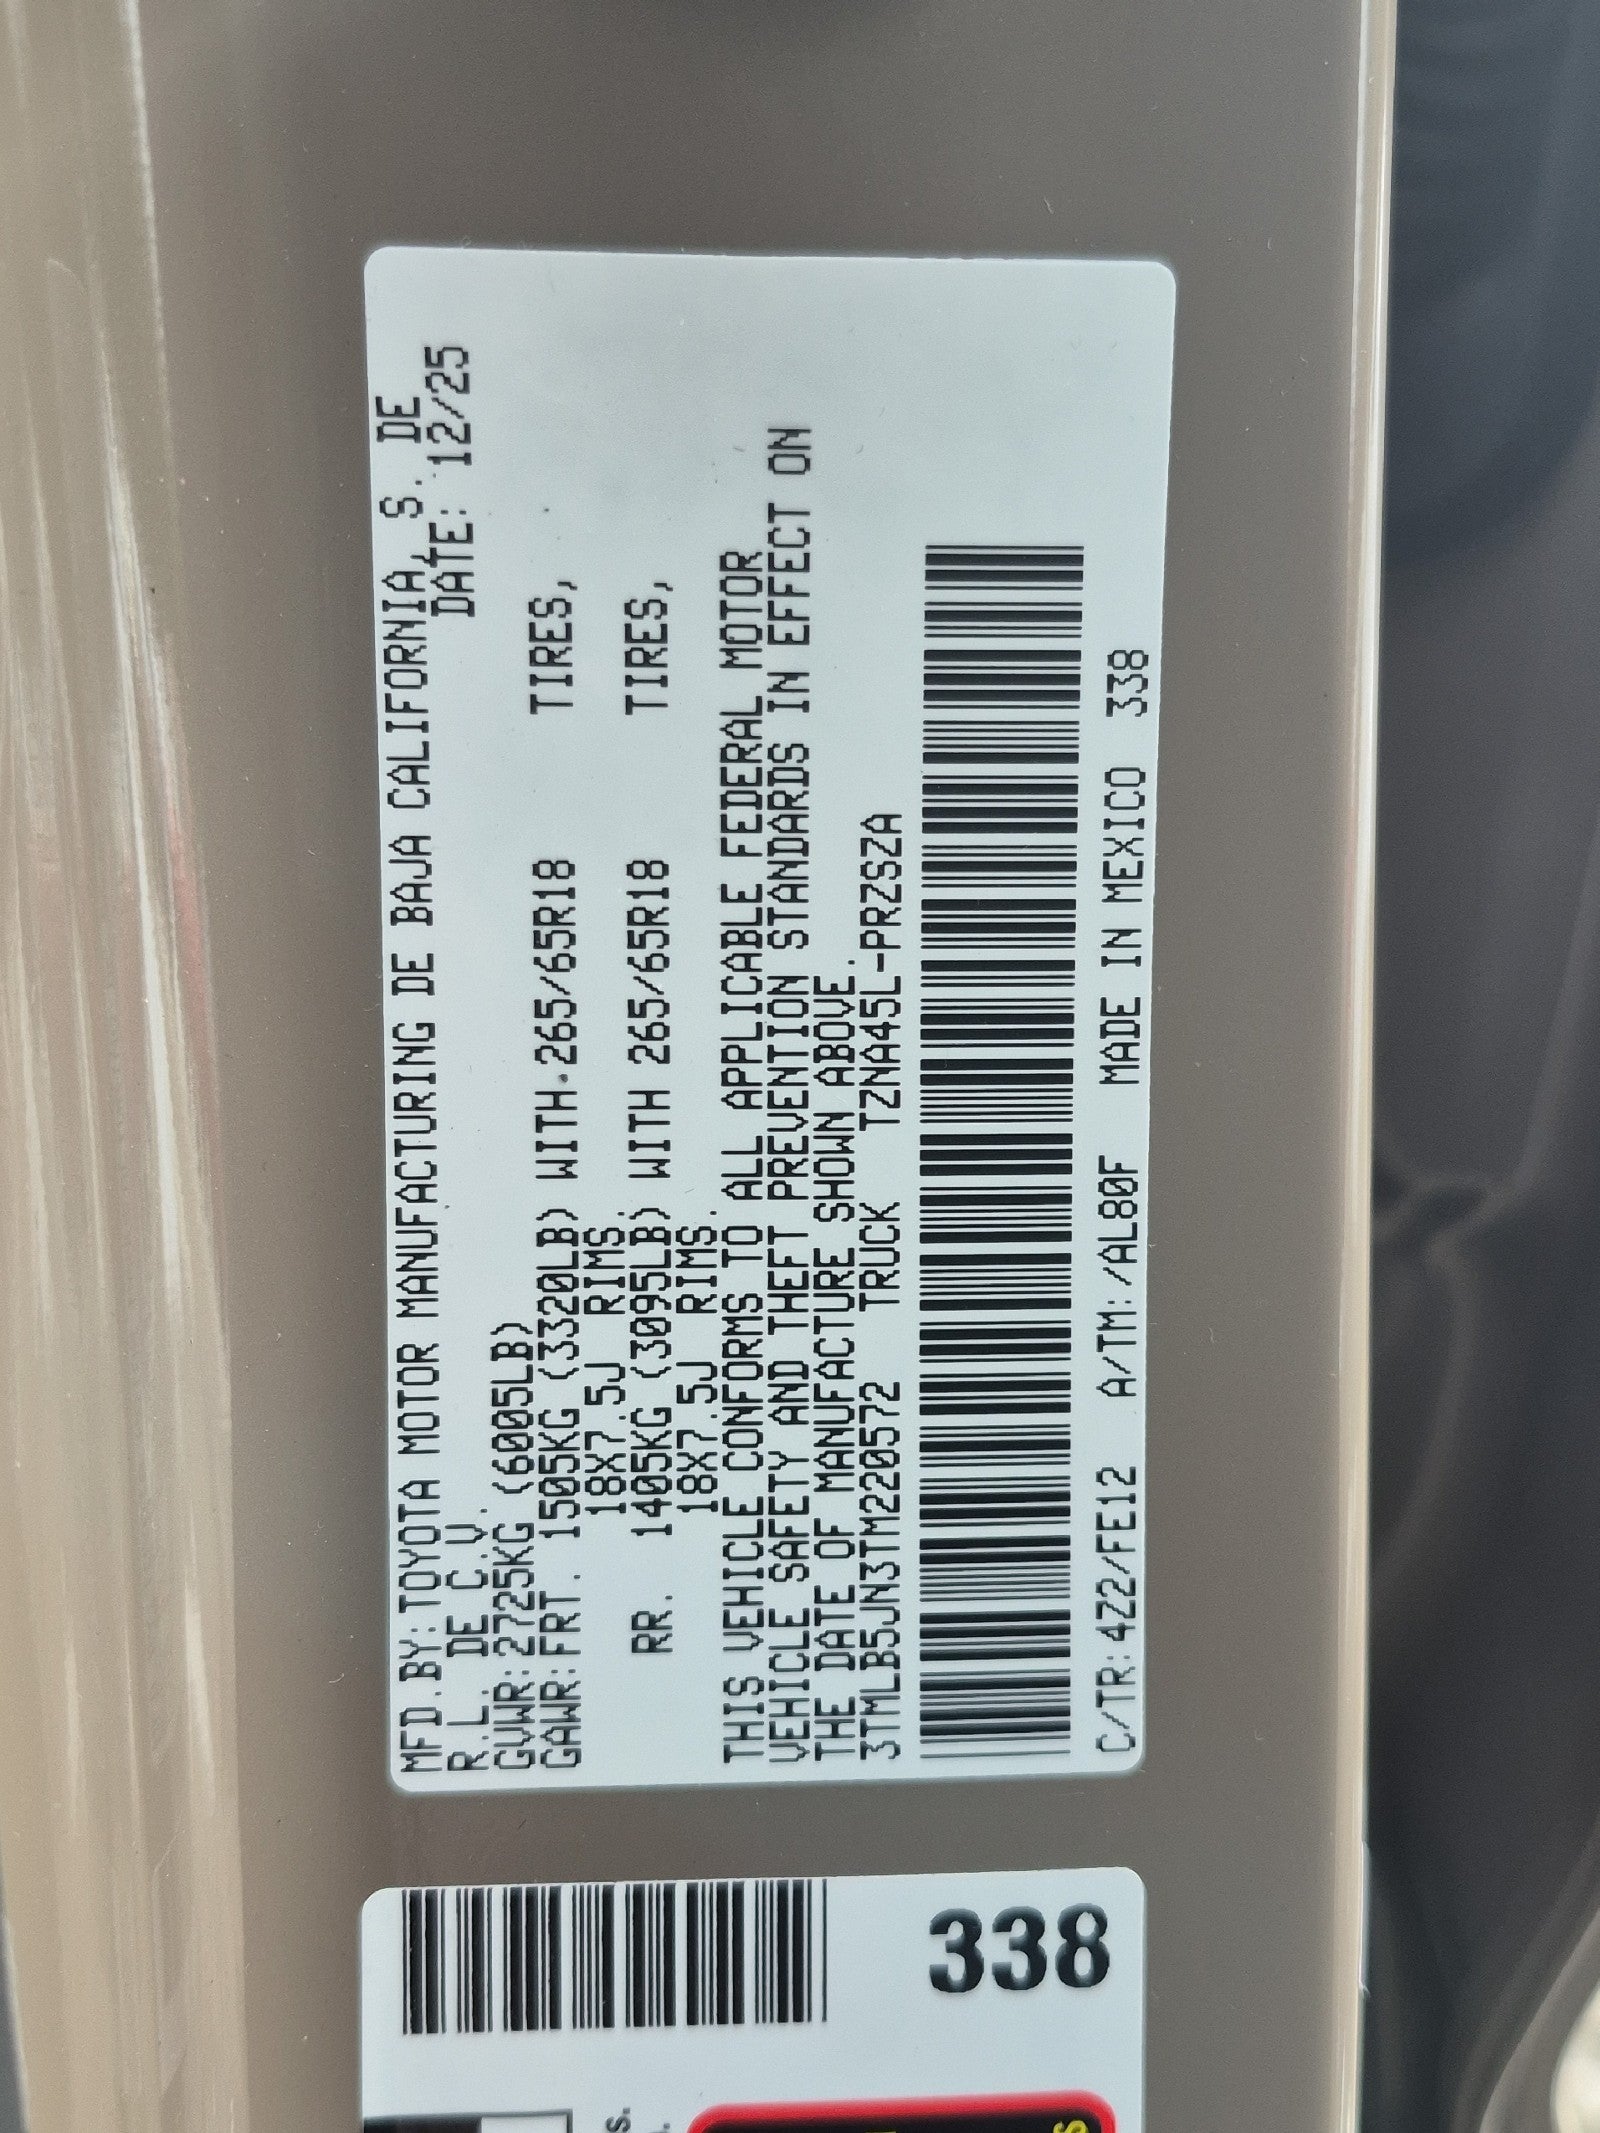 MFD.BY:TOYOTA MOTOR MANUFACTURING DE BAJA CALIFORNIA, S. DE
R.L. DE C.V. DATE: 12/25
GVWR:2725KG (6005LB)
GAWR:FRT. 1505KG (3320LB) WITH 265/65R18 TIRES,
18X7.5J RIMS.
RR. 1405KG (3095LB) WITH 265/65R18 TIRES,
18X7.5J RIMS.
THIS VEHICLE CONFORMS TO ALL APPLICABLE FEDERAL MOTOR
VEHICLE SAFETY AND THEFT PREVENTION STANDARDS IN EFFECT ON
THE DATE OF MANUFACTURE SHOWN ABOVE.
3TMLB5JN3TM220572 TRUCK TZNA45L-PRZSZA
C/TR:4Z2/FE12 A/TM:/AL80F MADE IN MEXICO 338
338